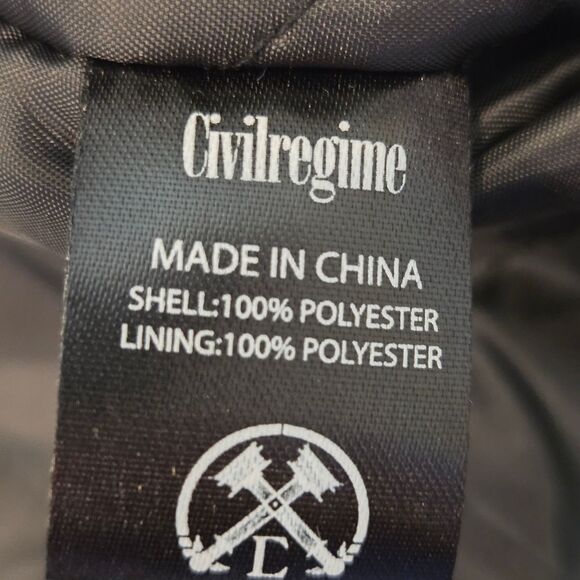 Civilregime
MADE IN CHINA
SHELL:100% POLYESTER
LINING:100% POLYESTER